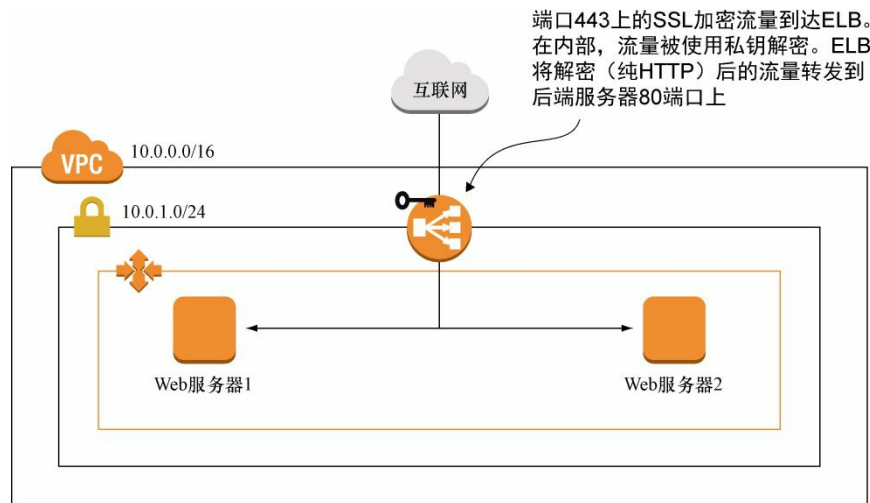 端口443上的SSL加密流量到达ELB。
在内部，流量被使用私钥解密。ELB
将解密（纯HTTP）后的流量转发到
后端服务器80端口上
互联网
VPC
10.0.0.0/16
10.0.1.0/24
Web服务器1
Web服务器2